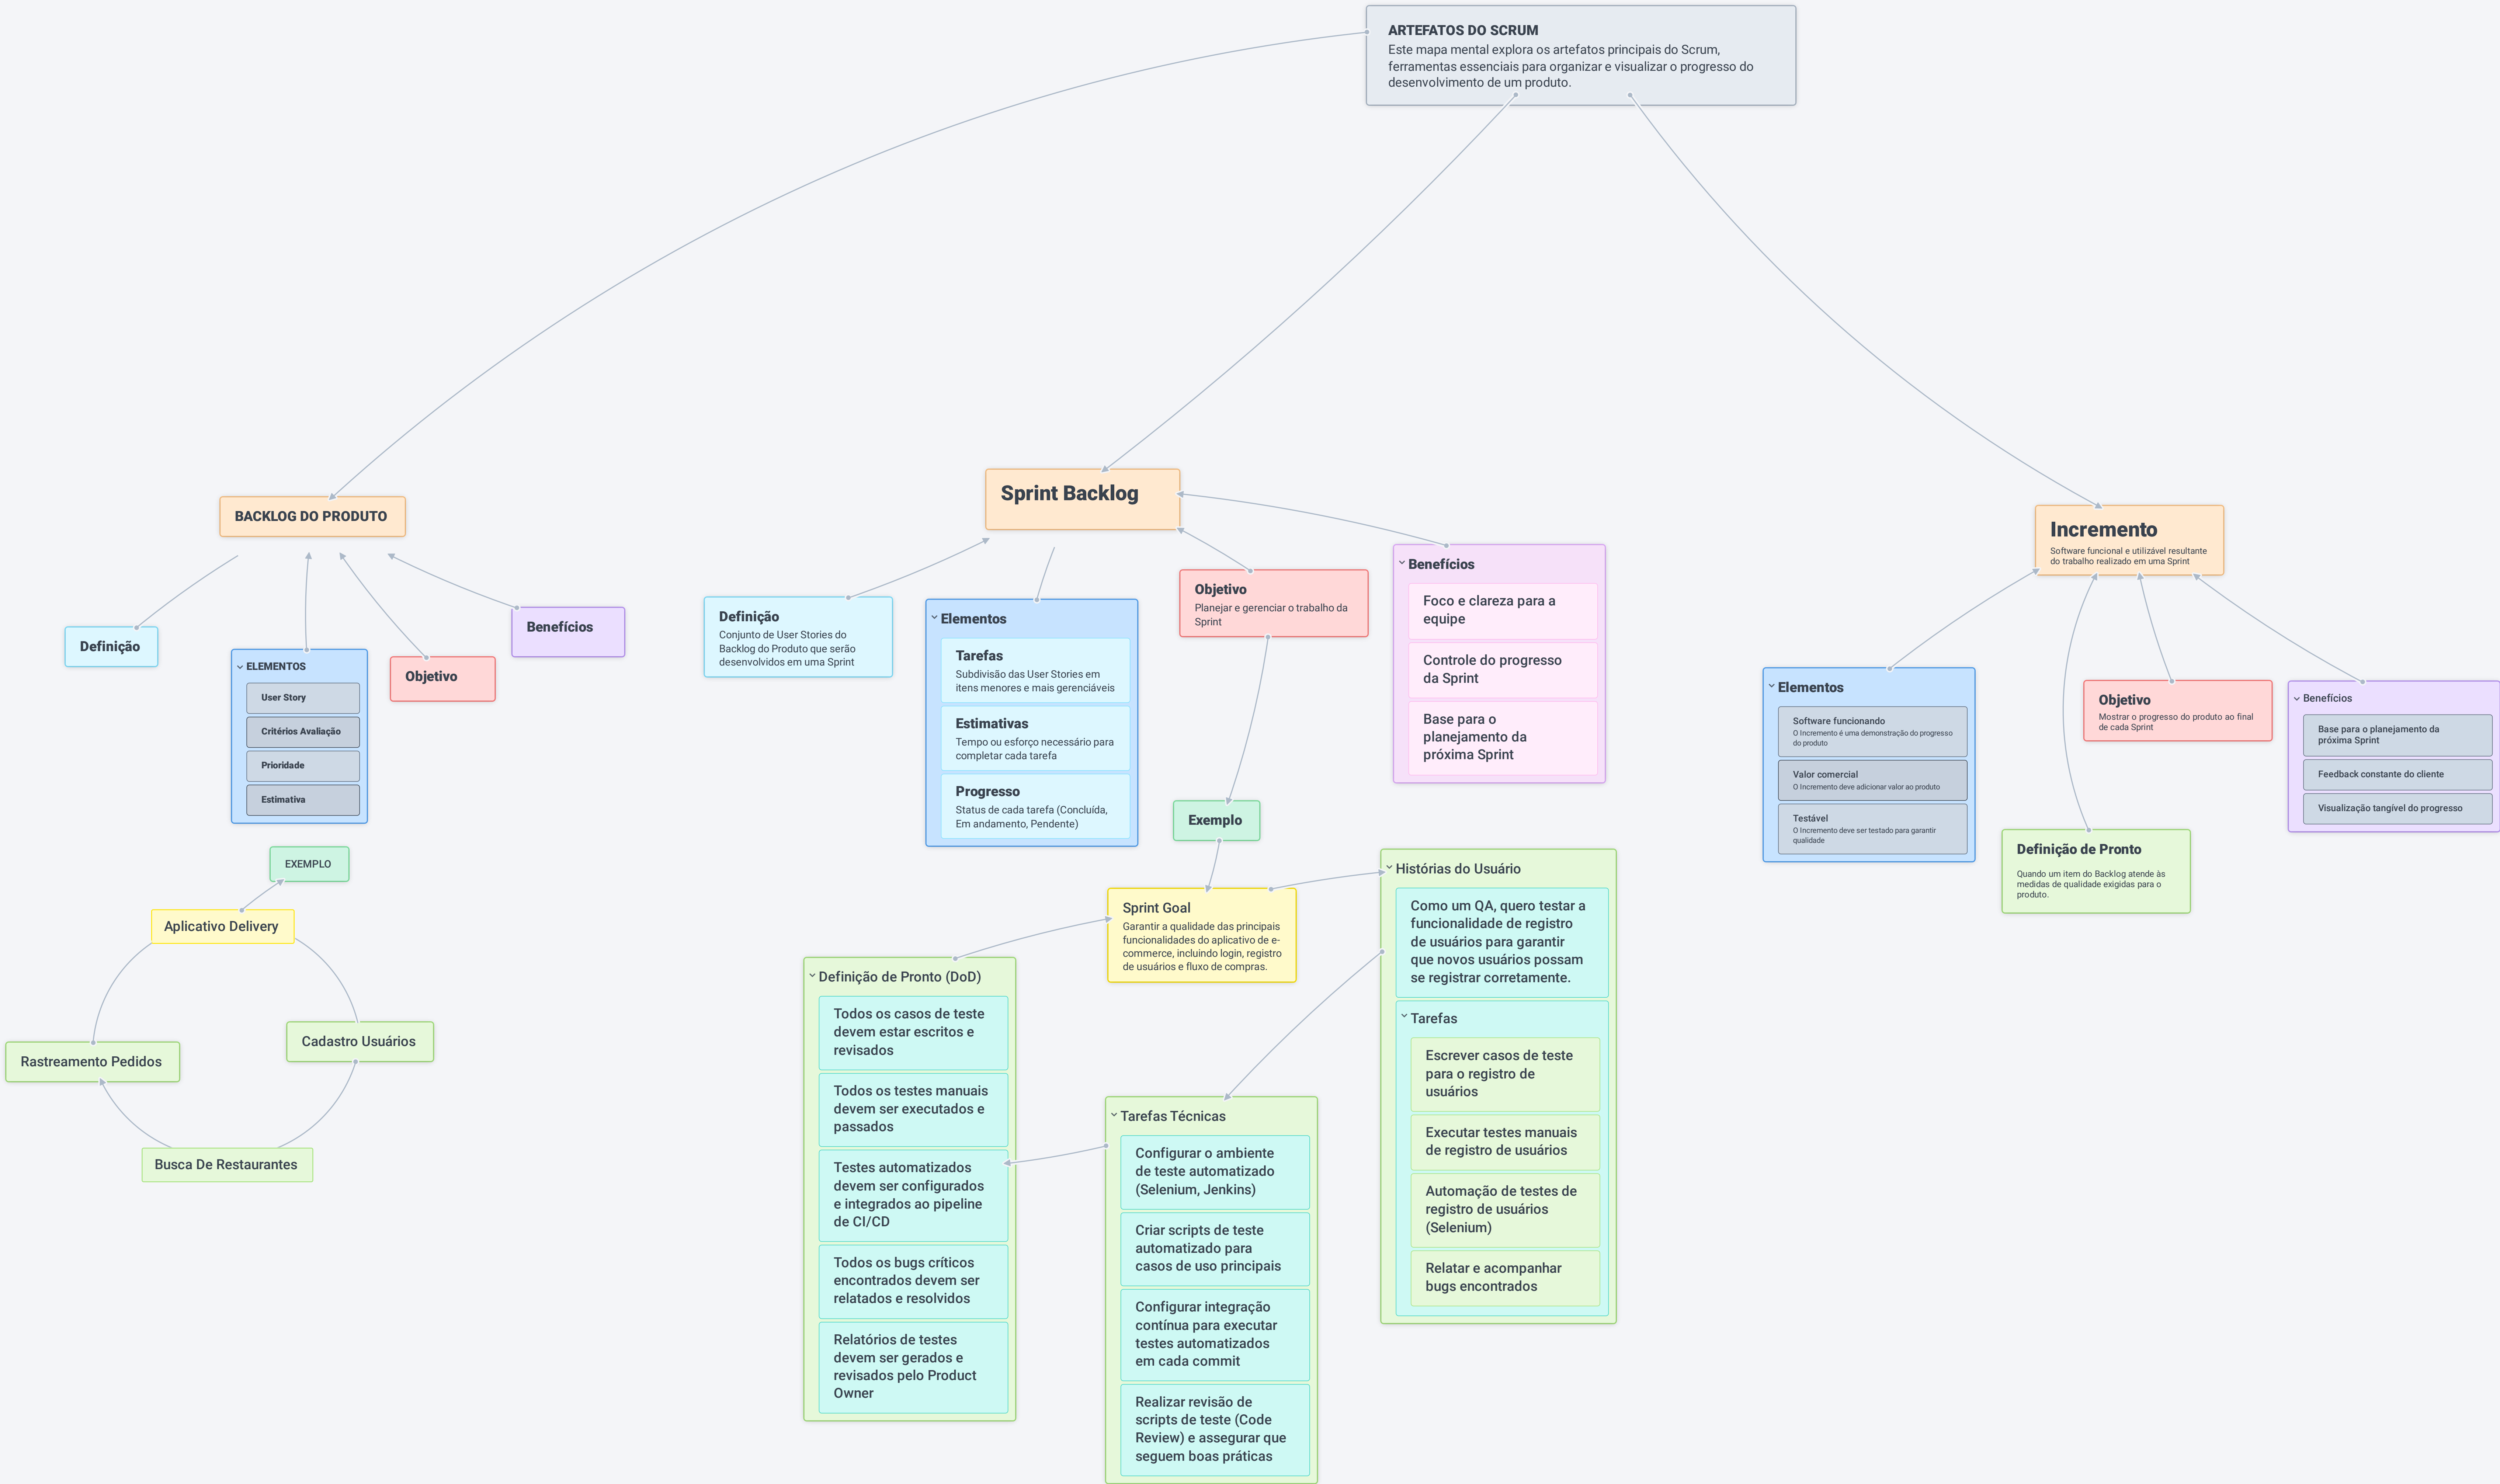 ARTEFATOS DO SCRUM
Este mapa mental explora os artefatos principais do Scrum,
ferramentas essenciais para organizar e visualizar o progresso do
desenvolvimento de um produto.
BACKLOG DO PRODUTO
Definição
ELEMENTOS
User Story
Critérios Avaliação
Prioridade
Estimativa
Objetivo
Benefícios
EXEMPLO
Aplicativo Delivery
Cadastro Usuários
Rastreamento Pedidos
Busca De Restaurantes
Sprint Backlog
Definição
Conjunto de User Stories do
Backlog do Produto que serão
desenvolvidos em uma Sprint
Elementos
Tarefas
Subdivisão das User Stories em
itens menores e mais gerenciáveis
Estimativas
Tempo ou esforço necessário para
completar cada tarefa
Progresso
Status de cada tarefa (Concluída,
Em andamento, Pendente)
Objetivo
Planejar e gerenciar o trabalho da
Sprint
Benefícios
Foco e clareza para a
equipe
Controle do progresso
da Sprint
Base para o
planejamento da
próxima Sprint
Exemplo
Sprint Goal
Garantir a qualidade das principais
funcionalidades do aplicativo de e-
commerce, incluindo login, registro
de usuários e fluxo de compras.
Definição de Pronto (DoD)
Todos os casos de teste
devem estar escritos e
revisados
Todos os testes manuais
devem ser executados e
passados
Testes automatizados
devem ser configurados
e integrados ao pipeline
de CI/CD
Todos os bugs críticos
encontrados devem ser
relatados e resolvidos
Relatórios de testes
devem ser gerados e
revisados pelo Product
Owner
Tarefas Técnicas
Configurar o ambiente
de teste automatizado
(Selenium, Jenkins)
Criar scripts de teste
automatizado para
casos de uso principais
Configurar integração
contínua para executar
testes automatizados
em cada commit
Realizar revisão de
scripts de teste (Code
Review) e assegurar que
seguem boas práticas
Histórias do Usuário
Como um QA, quero testar a
funcionalidade de registro
de usuários para garantir
que novos usuários possam
se registrar corretamente.
Tarefas
Escrever casos de teste
para o registro de
usuários
Executar testes manuais
de registro de usuários
Automação de testes de
registro de usuários
(Selenium)
Relatar e acompanhar
bugs encontrados
Incremento
Software funcional e utilizável resultante
do trabalho realizado em uma Sprint
Elementos
Software funcionando
O Incremento é uma demonstração do progresso
do produto
Valor comercial
O Incremento deve adicionar valor ao produto
Testável
O Incremento deve ser testado para garantir
qualidade
Definição de Pronto
Quando um item do Backlog atende às
medidas de qualidade exigidas para o
produto.
Objetivo
Mostrar o progresso do produto ao final
de cada Sprint
Benefícios
Base para o planejamento da
próxima Sprint
Feedback constante do cliente
Visualização tangível do progresso